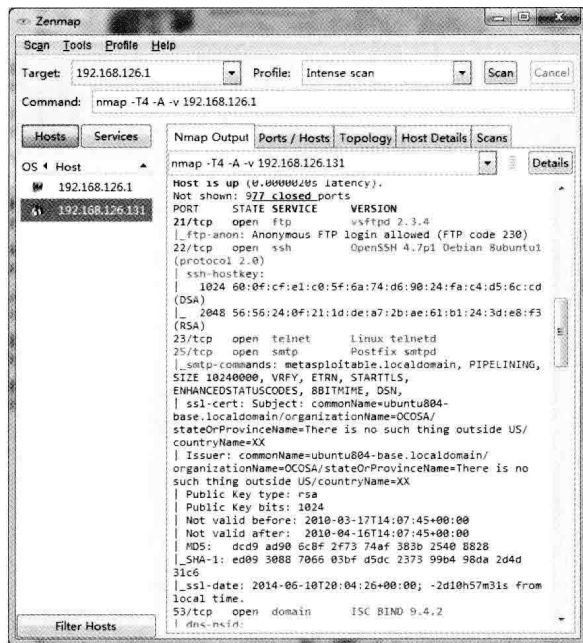 Zenmap
Scan Tools Profile Help
Target: 192.168.126.1 Profile: Intense scan Scan Cancel
Command: nmap -T4 -A -v 192.168.126.1
Hosts Services
Nmap Output Ports / Hosts Topology Host Details Scans
OS Host
192.168.126.1
192.168.126.131
Filter Hosts
nmap -T4 -A -v 192.168.126.131 Details
Host is up (0.0000020s latency).
Not shown: 977 closed ports
PORT STATE SERVICE VERSION
21/tcp open ftp vsftpd 2.3.4
|_ftp-anon: Anonymous FTP login allowed (FTP code 230)
22/tcp open ssh OpenSSH 4.7p1 Debian 8ubuntu1
(protocol 2.0)
| ssh-hostkey:
| 1024 60:0f:cf:e1:c0:5f:6a:74:d6:90:24:fa:c4:d5:6c:cd
(DSA)
|_ 2048 56:56:24:0f:21:1d:de:a7:2b:ae:61:b1:24:3d:e8:f3
(RSA)
23/tcp open telnet Linux telnetd
25/tcp open smtp Postfix smtpd
|_smtp-commands: metasploitable.localdomain, PIPELINING,
SIZE 10240000, VRFY, ETRN, STARTTLS,
ENHANCEDSTATUSCODES, 8BITMIME, DSN,
| ssl-cert: Subject: commonName=ubuntu804-
base.localdomain/organizationName=OCOSA/
stateOrProvinceName=There is no such thing outside US/
countryName=XX
| Issuer: commonName=ubuntu804-base.localdomain/
organizationName=OCOSA/stateOrProvinceName=There is no
such thing outside US/countryName=XX
| Public Key type: rsa
| Public Key bits: 1024
| Not valid before: 2010-03-17T14:07:45+00:00
| Not valid after: 2010-04-16T14:07:45+00:00
| MD5: dcd9 ad90 6c8f 2f73 74af 383b 2540 8828
|_SHA-1: ed09 3088 7066 03bf d5dc 2373 99b4 98da 2d4d
31c6
|_ssl-date: 2014-06-10T20:04:26+00:00; -2d10h57m31s from
local time.
53/tcp open domain ISC BIND 9.4.2
| dns-nsid: